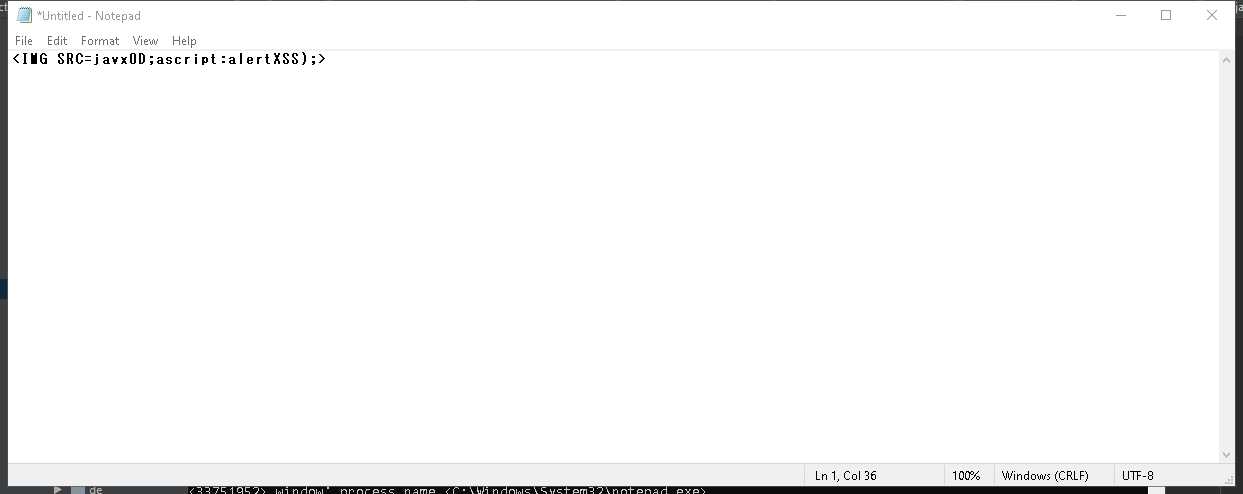 *Untitled - Notepad
File Edit Format View Help
<IMG SRC=javx0D;ascript:alertXSS);>
Ln 1, Col 36 100% Windows (CRLF) UTF-8
de <33751952> window' process name <C:\Windows\System32\notepad.exe>